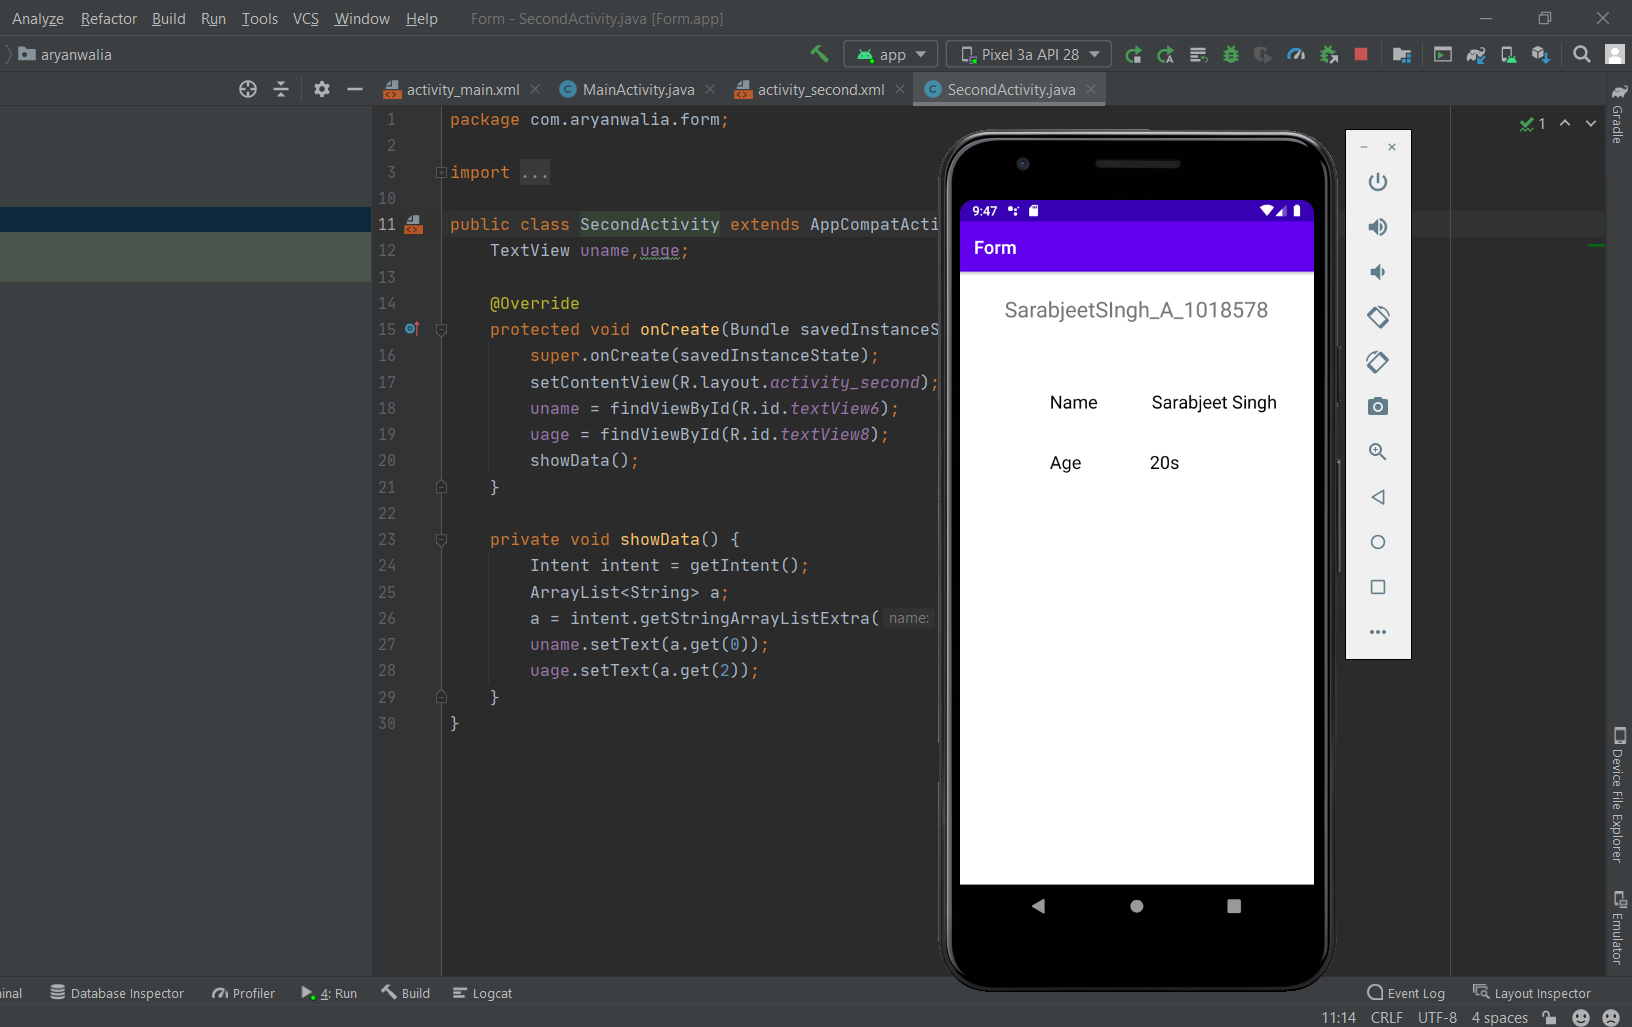 Analyze Refactor Build Run Tools VCS Window Help Form - SecondActivity.java [Form.app]
aryanwalia app Pixel 3a API 28
activity_main.xml MainActivity.java activity_second.xml SecondActivity.java
1 package com.aryanwalia.form;
2
3 import ...
10
11 public class SecondActivity extends AppCompatActi
12 TextView uname,uage;
13
14 @Override
15 protected void onCreate(Bundle savedInstanceS
16 super.onCreate(savedInstanceState);
17 setContentView(R.layout.activity_second);
18 uname = findViewById(R.id.textView6);
19 uage = findViewById(R.id.textView8);
20 showData();
21 }
22
23 private void showData() {
24 Intent intent = getIntent();
25 ArrayList<String> a;
26 a = intent.getStringArrayListExtra( name:
27 uname.setText(a.get(0));
28 uage.setText(a.get(2));
29 }
30 }
1
9:47
Form
SarabjeetSIngh_A_1018578
Name Sarabjeet Singh
Age 20s
Gradle
Device File Explorer
Emulator
inal Database Inspector Profiler 4: Run Build Logcat Event Log Layout Inspector
11:14 CRLF UTF-8 4 spaces